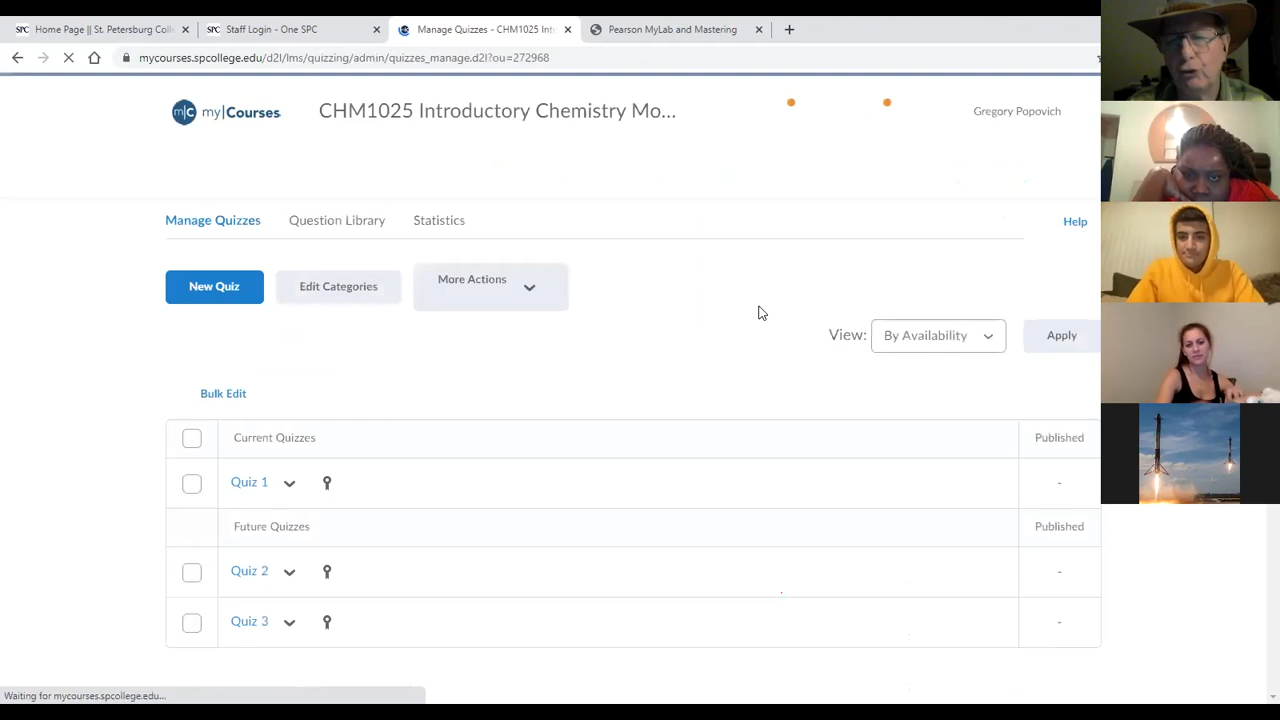 Home Page || St. Petersburg Coll
Staff Login - One SPC
Manage Quizzes - CHM1025 Int
Pearson MyLab and Mastering
mycourses.spcollege.edu/d2l/lms/quizzing/admin/quizzes_manage.d2l?ou=272968
m|C my|Courses
CHM1025 Introductory Chemistry Mo...
Gregory Popovich
Manage Quizzes
Question Library
Statistics
Help
New Quiz
Edit Categories
More Actions
View:
By Availability
Apply
Bulk Edit
Current Quizzes
Published
Quiz 1
-
Future Quizzes
Published
Quiz 2
-
Quiz 3
-
Waiting for mycourses.spcollege.edu...